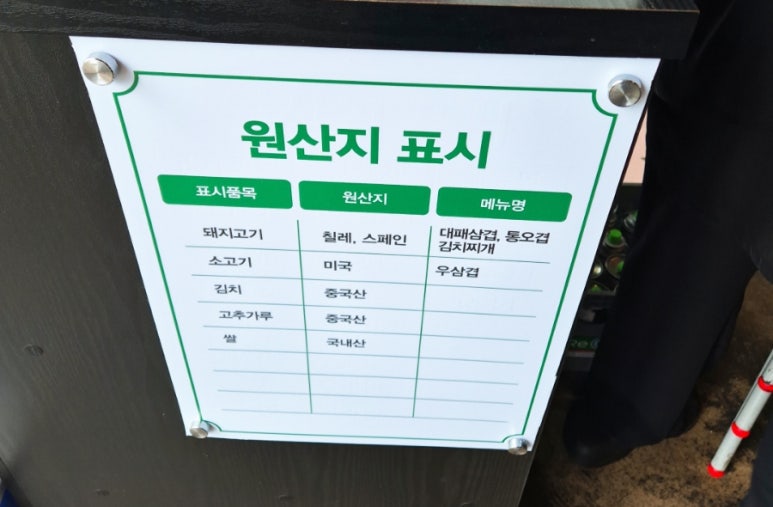 원산지 표시
표시품목 원산지 메뉴명
돼지고기 칠레, 스페인 대패삼겹, 통오겹
김치찌개
소고기 미국 우삼겹
김치 중국산
고추가루 중국산
쌀 국내산